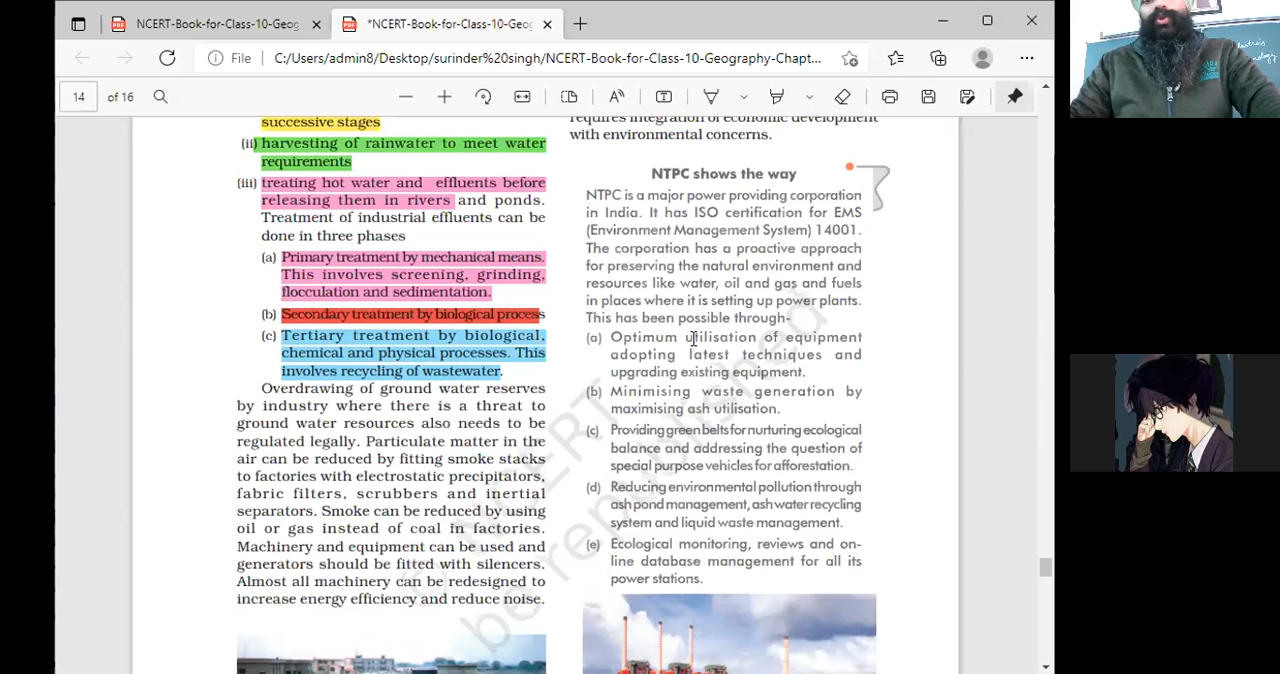 NCERT-Book-for-Class-10-Geog
*NCERT-Book-for-Class-10-Geog
File
C:/Users/admin8/Desktop/surinder%20singh/NCERT-Book-for-Class-10-Geography-Chapt...
14 of 16
successive stages
(ii) harvesting of rainwater to meet water
requirements
(iii) treating hot water and effluents before
releasing them in rivers and ponds.
Treatment of industrial effluents can be
done in three phases
(a) Primary treatment by mechanical means.
This involves screening, grinding,
flocculation and sedimentation.
(b) Secondary treatment by biological process
(c) Tertiary treatment by biological,
chemical and physical processes. This
involves recycling of wastewater.
Overdrawing of ground water reserves
by industry where there is a threat to
ground water resources also needs to be
regulated legally. Particulate matter in the
air can be reduced by fitting smoke stacks
to factories with electrostatic precipitators,
fabric filters, scrubbers and inertial
separators. Smoke can be reduced by using
oil or gas instead of coal in factories.
Machinery and equipment can be used and
generators should be fitted with silencers.
Almost all machinery can be redesigned to
increase energy efficiency and reduce noise.
requires integration of economic development
with environmental concerns.
NTPC shows the way
NTPC is a major power providing corporation
in India. It has ISO certification for EMS
(Environment Management System) 14001.
The corporation has a proactive approach
for preserving the natural environment and
resources like water, oil and gas and fuels
in places where it is setting up power plants.
This has been possible through-
(a) Optimum utilisation of equipment
adopting latest techniques and
upgrading existing equipment.
(b) Minimising waste generation by
maximising ash utilisation.
(c) Providing green belts for nurturing ecological
balance and addressing the question of
special purpose vehicles for afforestation.
(d) Reducing environmental pollution through
ash pond management, ash water recycling
system and liquid waste management.
(e) Ecological monitoring, reviews and on-
line database management for all its
power stations.
© NCERT
be republished